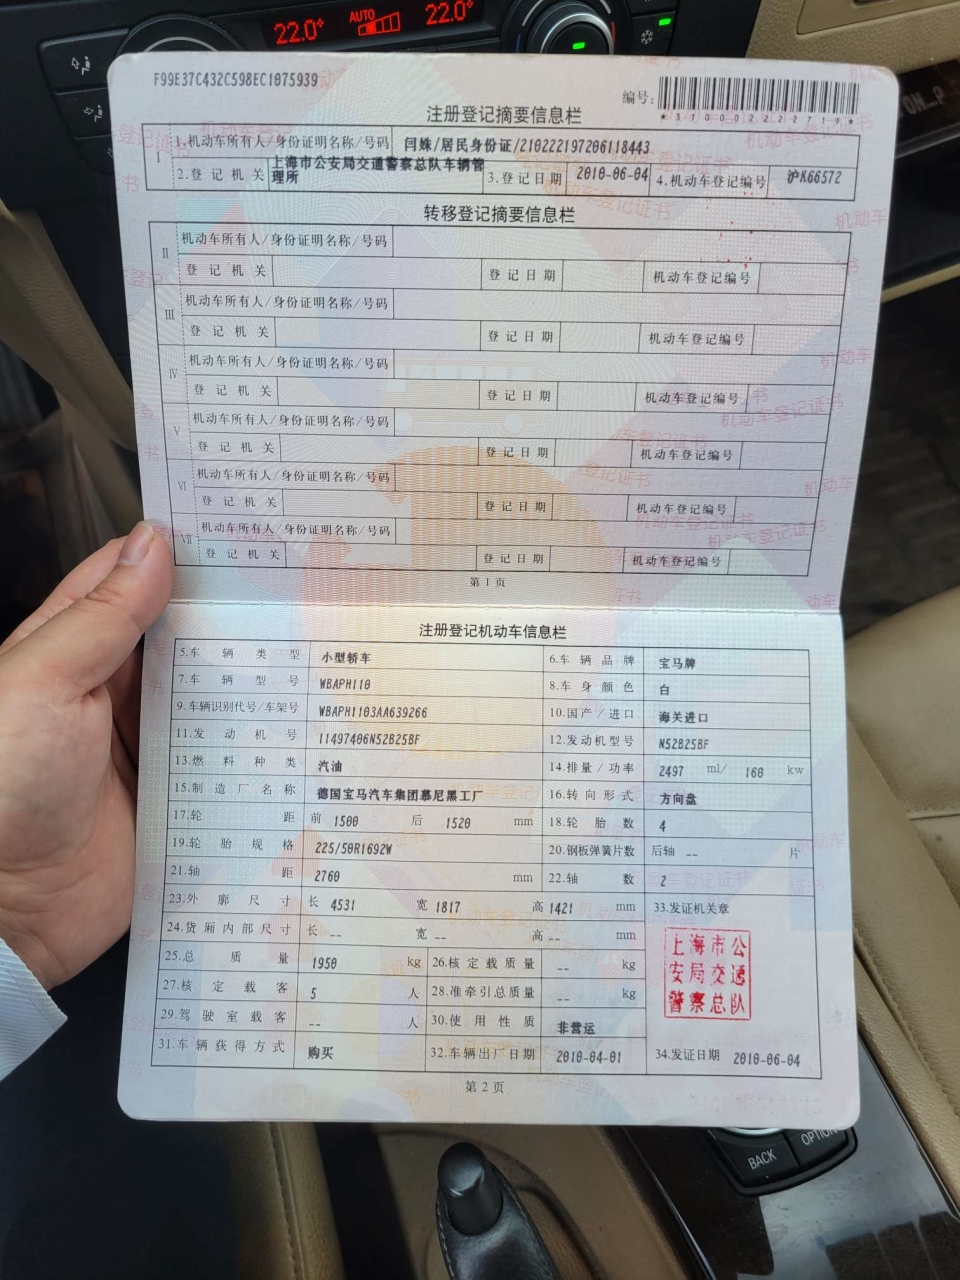 22.0° AUTO 22.0°
F99E37C432C598EC1075939
编号:
*310002222719*
注册登记摘要信息栏
I 1.机动车所有人/身份证明名称/号码 闫姝/居民身份证/210222197206118443
2.登记机关 上海市公安局交通警察总队车辆管理所 3.登记日期 2010-06-04 4.机动车登记编号 沪K66572
转移登记摘要信息栏
II 机动车所有人/身份证明名称/号码
登记机关 登记日期 机动车登记编号
III 机动车所有人/身份证明名称/号码
登记机关 登记日期 机动车登记编号
IV 机动车所有人/身份证明名称/号码
登记机关 登记日期 机动车登记编号
V 机动车所有人/身份证明名称/号码
登记机关 登记日期 机动车登记编号
VI 机动车所有人/身份证明名称/号码
登记机关 登记日期 机动车登记编号
VII 机动车所有人/身份证明名称/号码
登记机关 登记日期 机动车登记编号
第1页
注册登记机动车信息栏
5.车辆类型 小型轿车 6.车辆品牌 宝马牌
7.车辆型号 WBAPH110 8.车身颜色 白
9.车辆识别代号/车架号 WBAPH1103AA639266 10.国产/进口 海关进口
11.发动机号 11497406N52B25BF 12.发动机型号 N52B25BF
13.燃料种类 汽油 14.排量/功率 2497 ml/ 160 kw
15.制造厂名称 德国宝马汽车集团慕尼黑工厂 16.转向形式 方向盘
17.轮距 前 1500 后 1520 mm 18.轮胎数 4
19.轮胎规格 225/50R1692W 20.钢板弹簧片数 后轴 -- 片
21.轴距 2760 mm 22.轴数 2
23.外廓尺寸 长 4531 宽 1817 高 1421 mm 33.发证机关章
24.货厢内部尺寸 长 -- 宽 -- 高 -- mm
上海市公安局交通警察总队
25.总质量 1950 kg 26.核定载质量 -- kg
27.核定载客 5 人 28.准牵引总质量 -- kg
29.驾驶室载客 -- 人 30.使用性质 非营运
31.车辆获得方式 购买 32.车辆出厂日期 2010-04-01 34.发证日期 2010-06-04
第2页
BACK